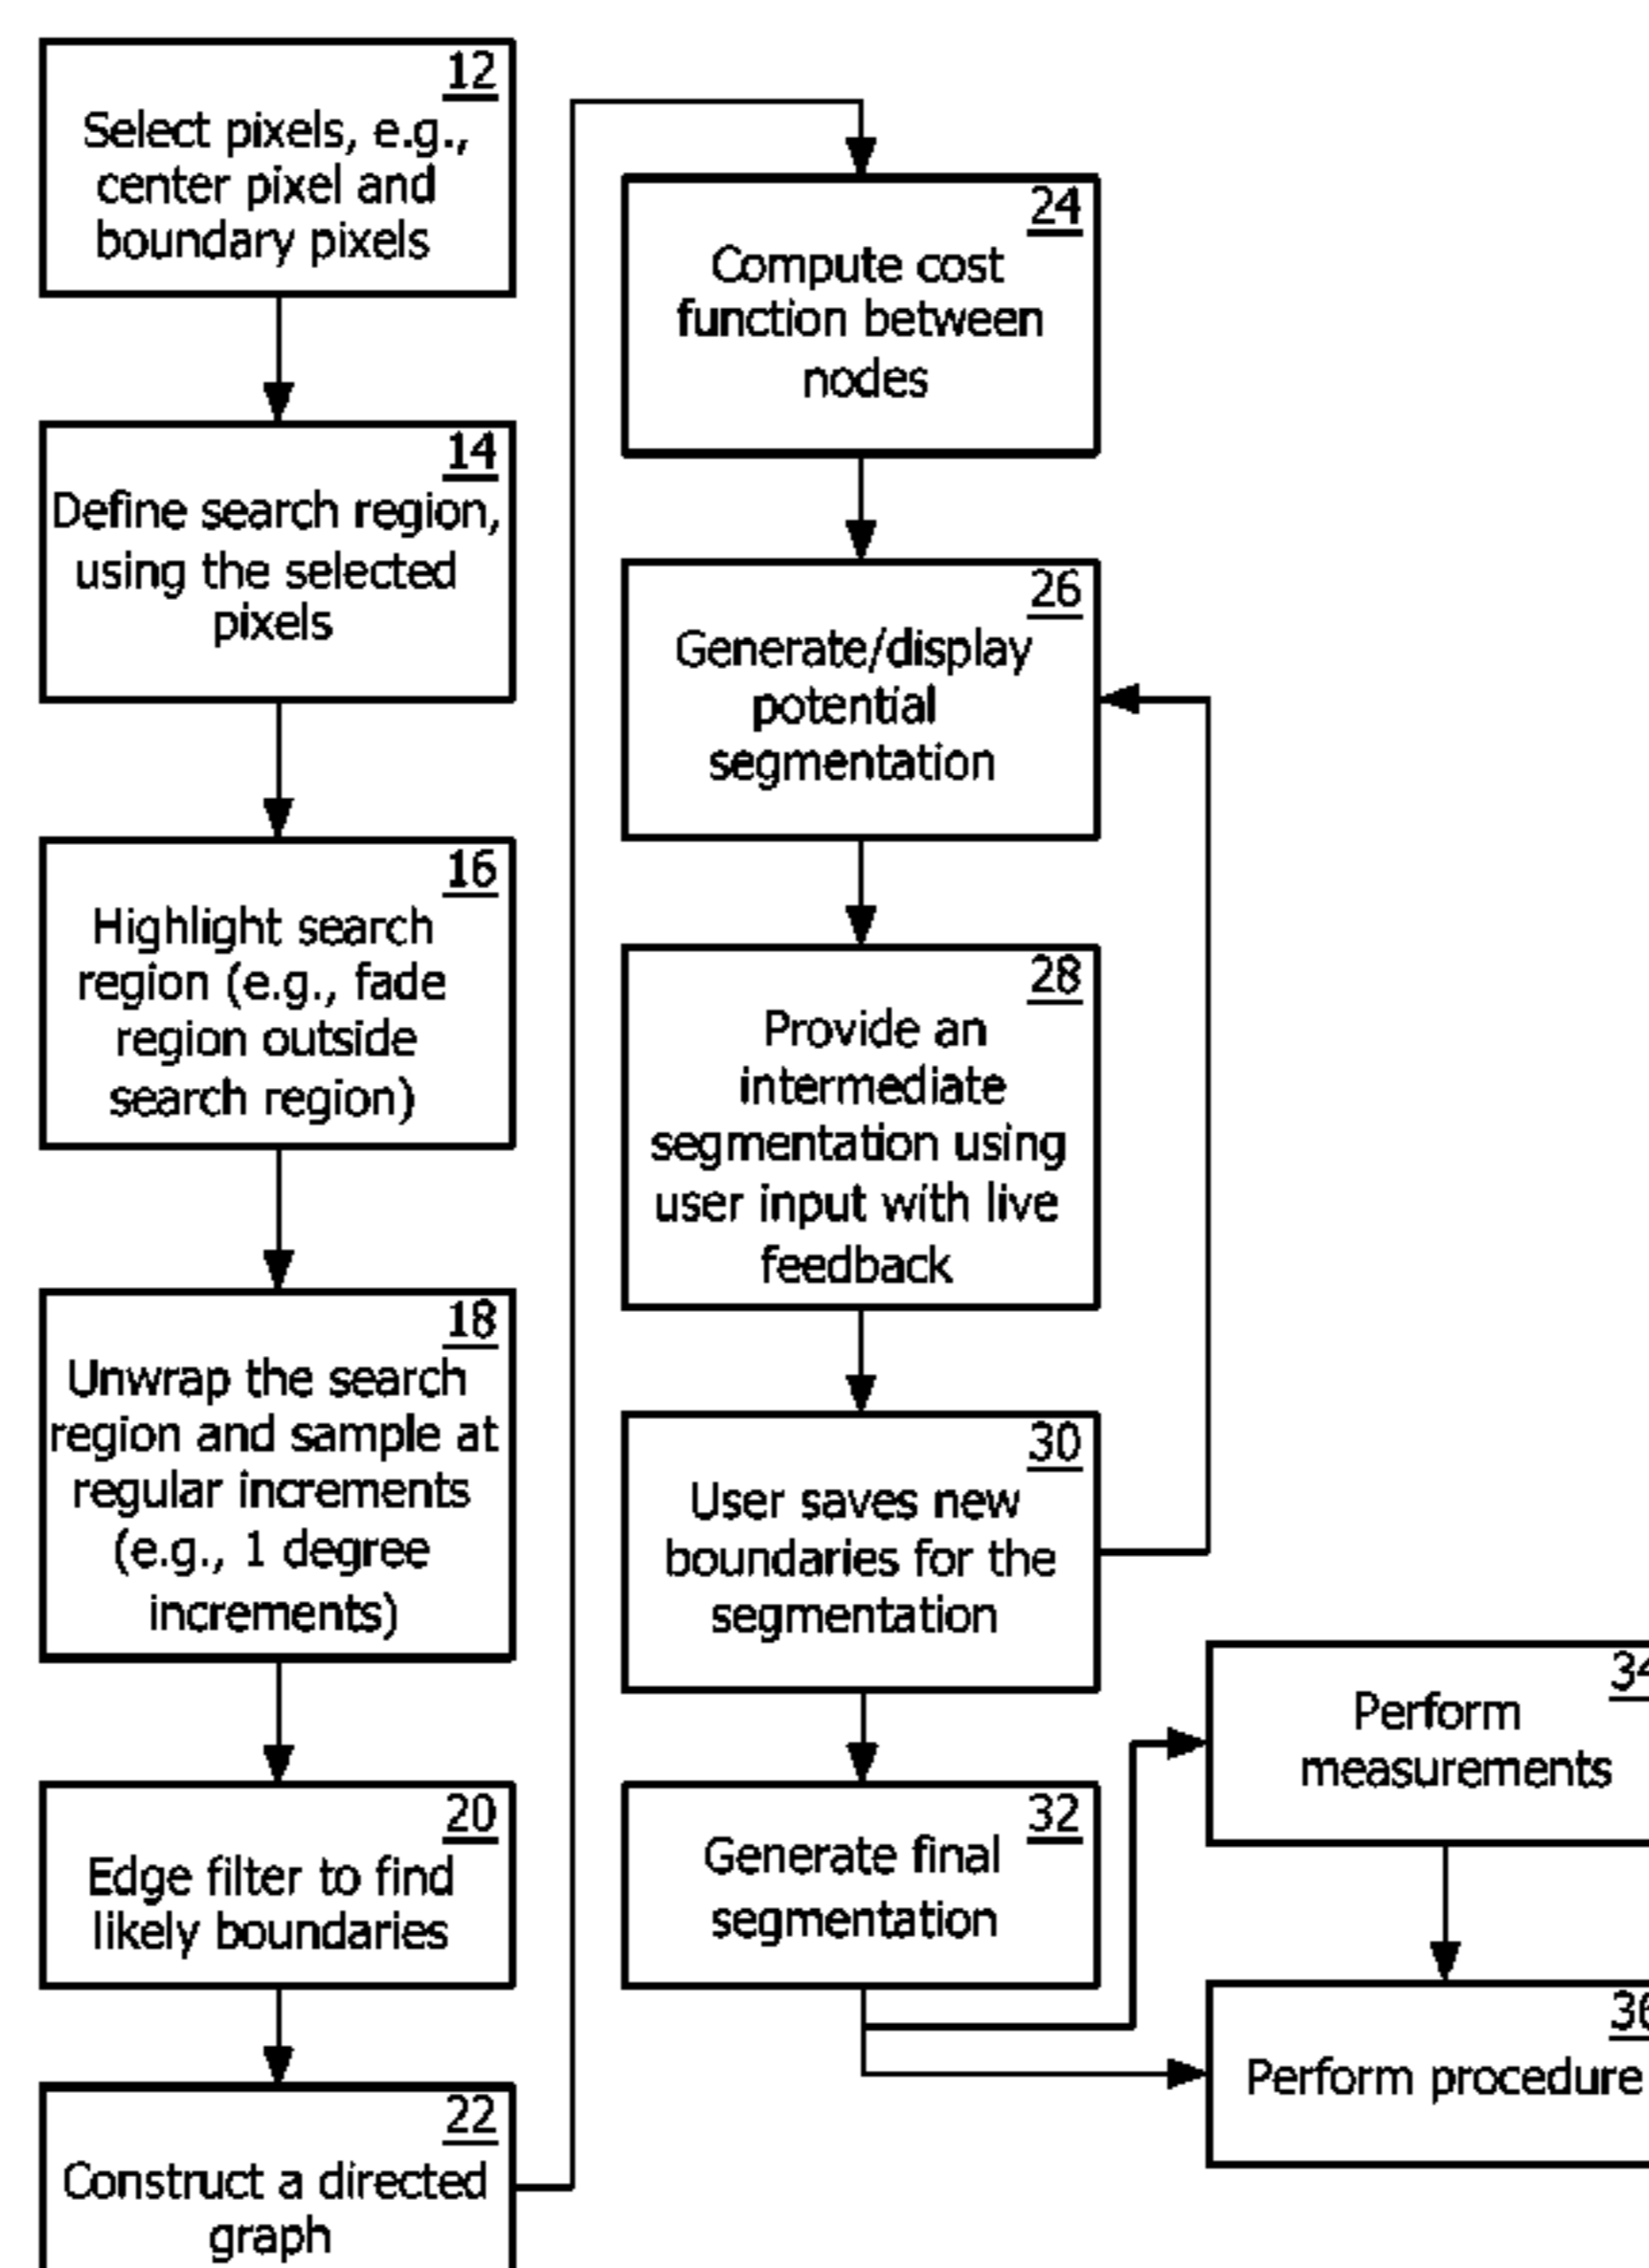 12
Select pixels, e.g.,
center pixel and
boundary pixels
14
Define search region,
using the selected
pixels
16
Highlight search
region (e.g., fade
region outside
search region)
18
Unwrap the search
region and sample at
regular increments
(e.g., 1 degree
increments)
20
Edge filter to find
likely boundaries
22
Construct a directed
graph
24
Compute cost
function between
nodes
26
Generate/display
potential
segmentation
28
Provide an
intermediate
segmentation using
user input with live
feedback
30
User saves new
boundaries for the
segmentation
32
Generate final
segmentation
34
Perform
measurements
36
Perform procedure